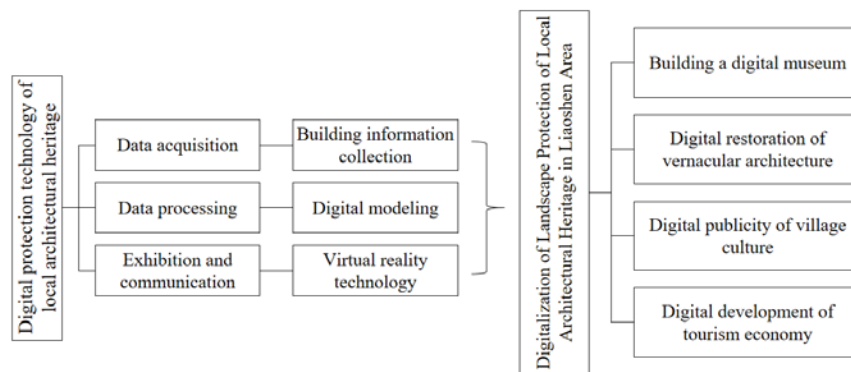 Digital protection technology of
local architectural heritage
Data acquisition
Building information
collection
Data processing
Digital modeling
Exhibition and
communication
Virtual reality
technology
Digitalization of Landscape Protection of Local
Architectural Heritage in Liaoshen Area
Building a digital museum
Digital restoration of
vernacular architecture
Digital publicity of village
culture
Digital development of
tourism economy